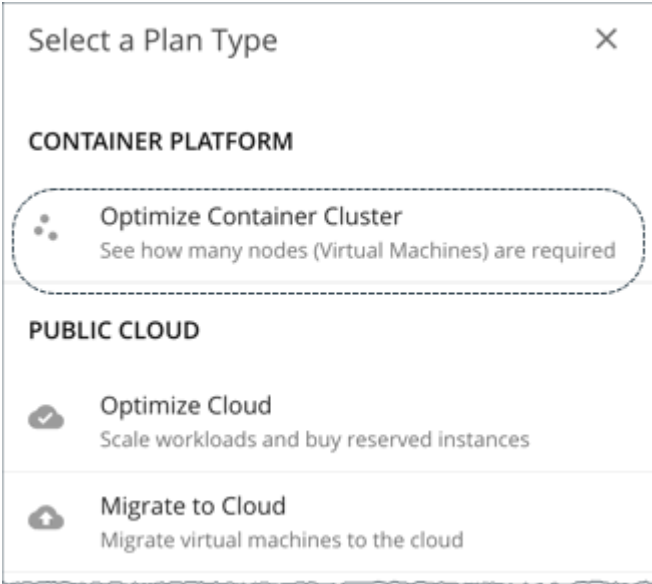 Select a Plan Type
CONTAINER PLATFORM
Optimize Container Cluster
See how many nodes (Virtual Machines) are required
PUBLIC CLOUD
Optimize Cloud
Scale workloads and buy reserved instances
Migrate to Cloud
Migrate virtual machines to the cloud